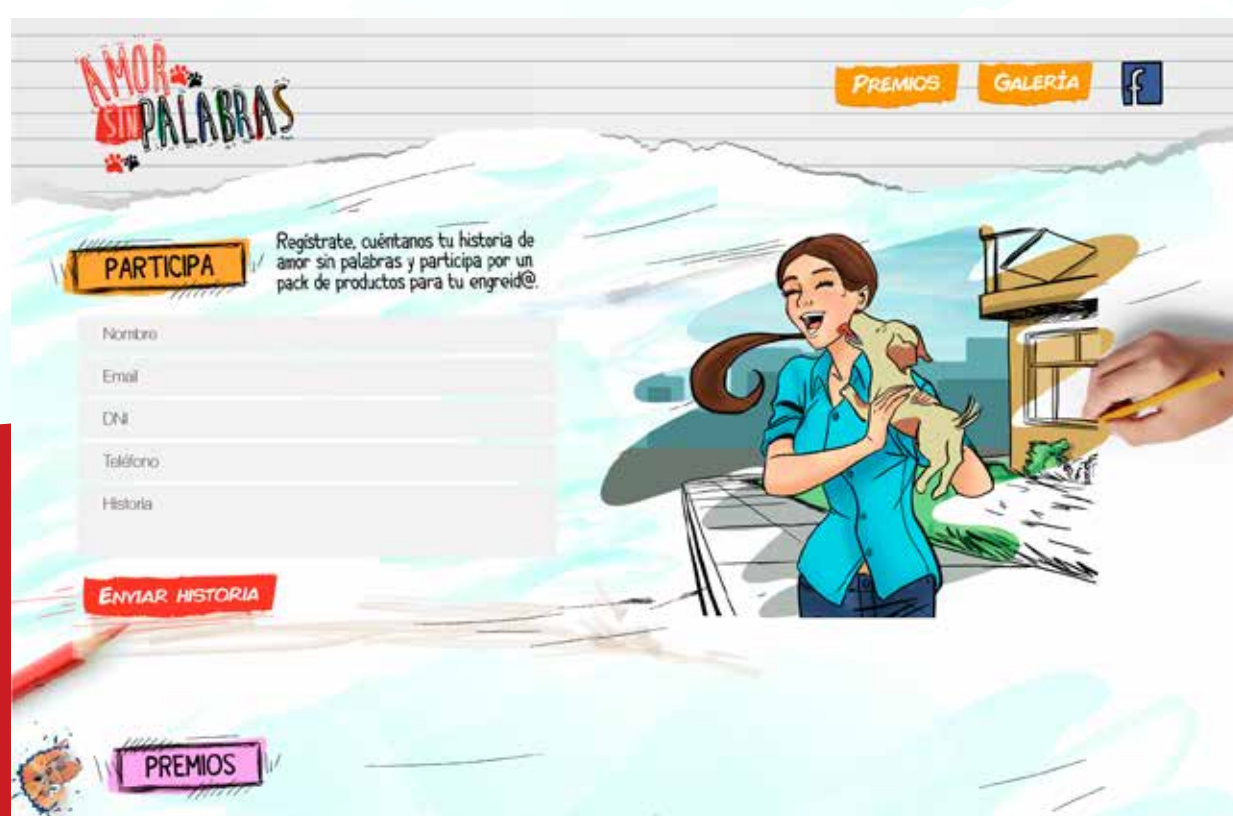 AMOR
SIN PALABRAS
PREMIOS
GALERÍA
f
PARTICIPA
Regístrate, cuéntanos tu historia de
amor sin palabras y participa por un
pack de productos para tu engreid@.
Nombre
Email
DNI
Teléfono
Historia
ENVIAR HISTORIA
PREMIOS